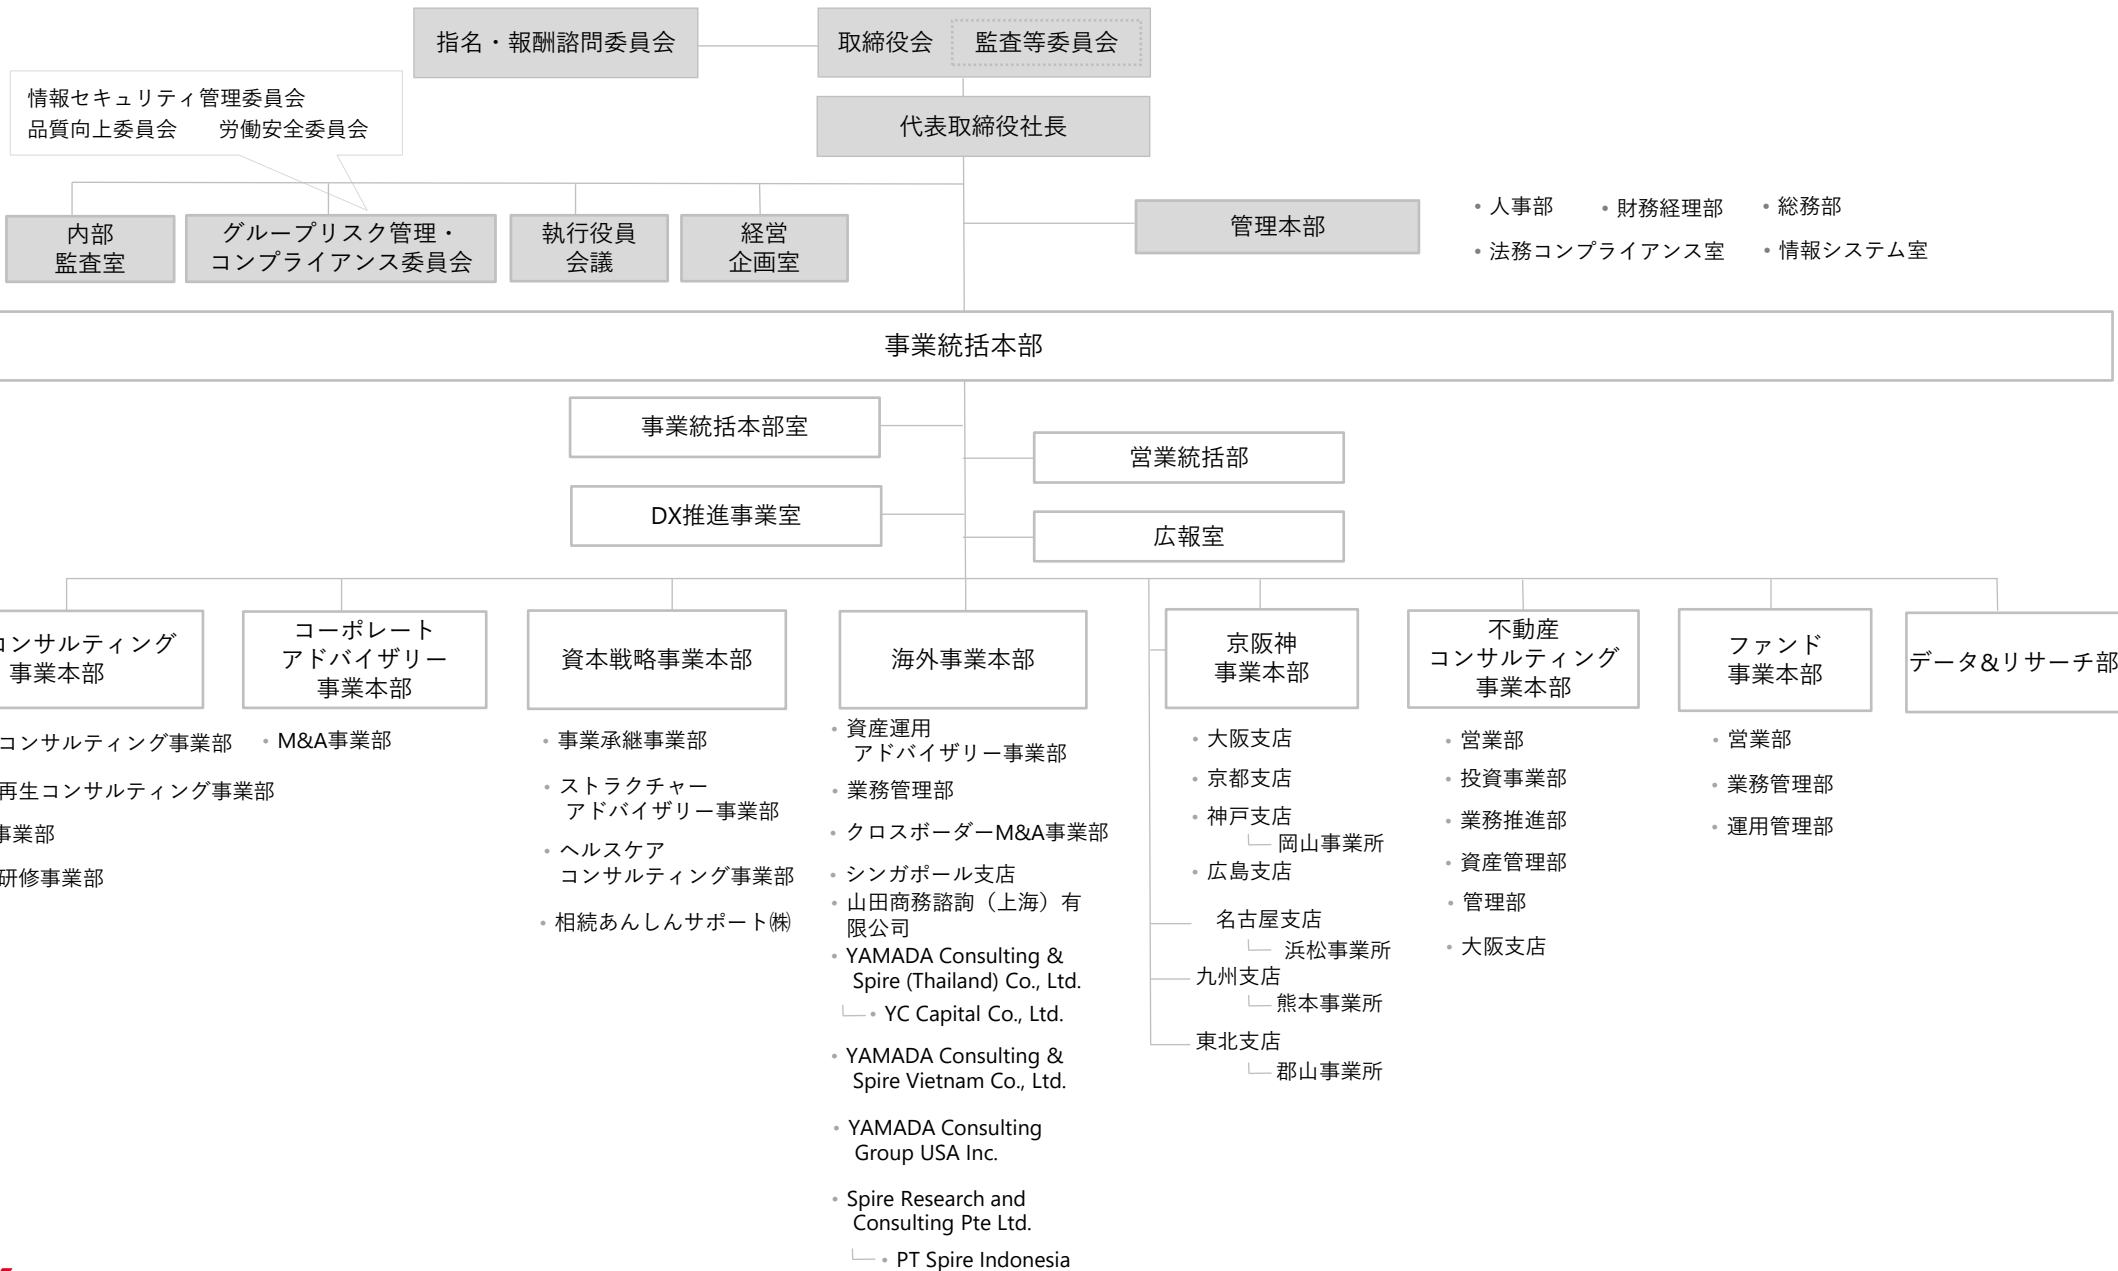 指名・報酬諮問委員会
取締役会
監査等委員会
情報セキュリティ管理委員会
品質向上委員会 労働安全委員会
代表取締役社長
内部
監査室
グループリスク管理・
コンプライアンス委員会
執行役員
会議
経営
企画室
管理本部
・人事部 ・財務経理部 ・総務部
・法務コンプライアンス室 ・情報システム室
事業統括本部
事業統括本部室
営業統括部
DX推進事業室
広報室
コンサルティング
事業本部
コンサルティング事業部
再生コンサルティング事業部
事業部
研修事業部
コーポレート
アドバイザリー
事業本部
・M&A事業部
資本戦略事業本部
・事業承継事業部
・ストラクチャー
アドバイザリー事業部
・ヘルスケア
コンサルティング事業部
・相続あんしんサポート㈱
海外事業本部
・資産運用
アドバイザリー事業部
・業務管理部
・クロスボーダーM&A事業部
・シンガポール支店
・山田商務諮詢（上海）有
限公司
・YAMADA Consulting &
Spire (Thailand) Co., Ltd.
・YC Capital Co., Ltd.
・YAMADA Consulting &
Spire Vietnam Co., Ltd.
・YAMADA Consulting
Group USA Inc.
・Spire Research and
Consulting Pte Ltd.
・PT Spire Indonesia
京阪神
事業本部
・大阪支店
・京都支店
・神戸支店
岡山事業所
・広島支店
名古屋支店
浜松事業所
九州支店
熊本事業所
東北支店
郡山事業所
不動産
コンサルティング
事業本部
・営業部
・投資事業部
・業務推進部
・資産管理部
・管理部
・大阪支店
ファンド
事業本部
・営業部
・業務管理部
・運用管理部
データ&リサーチ部